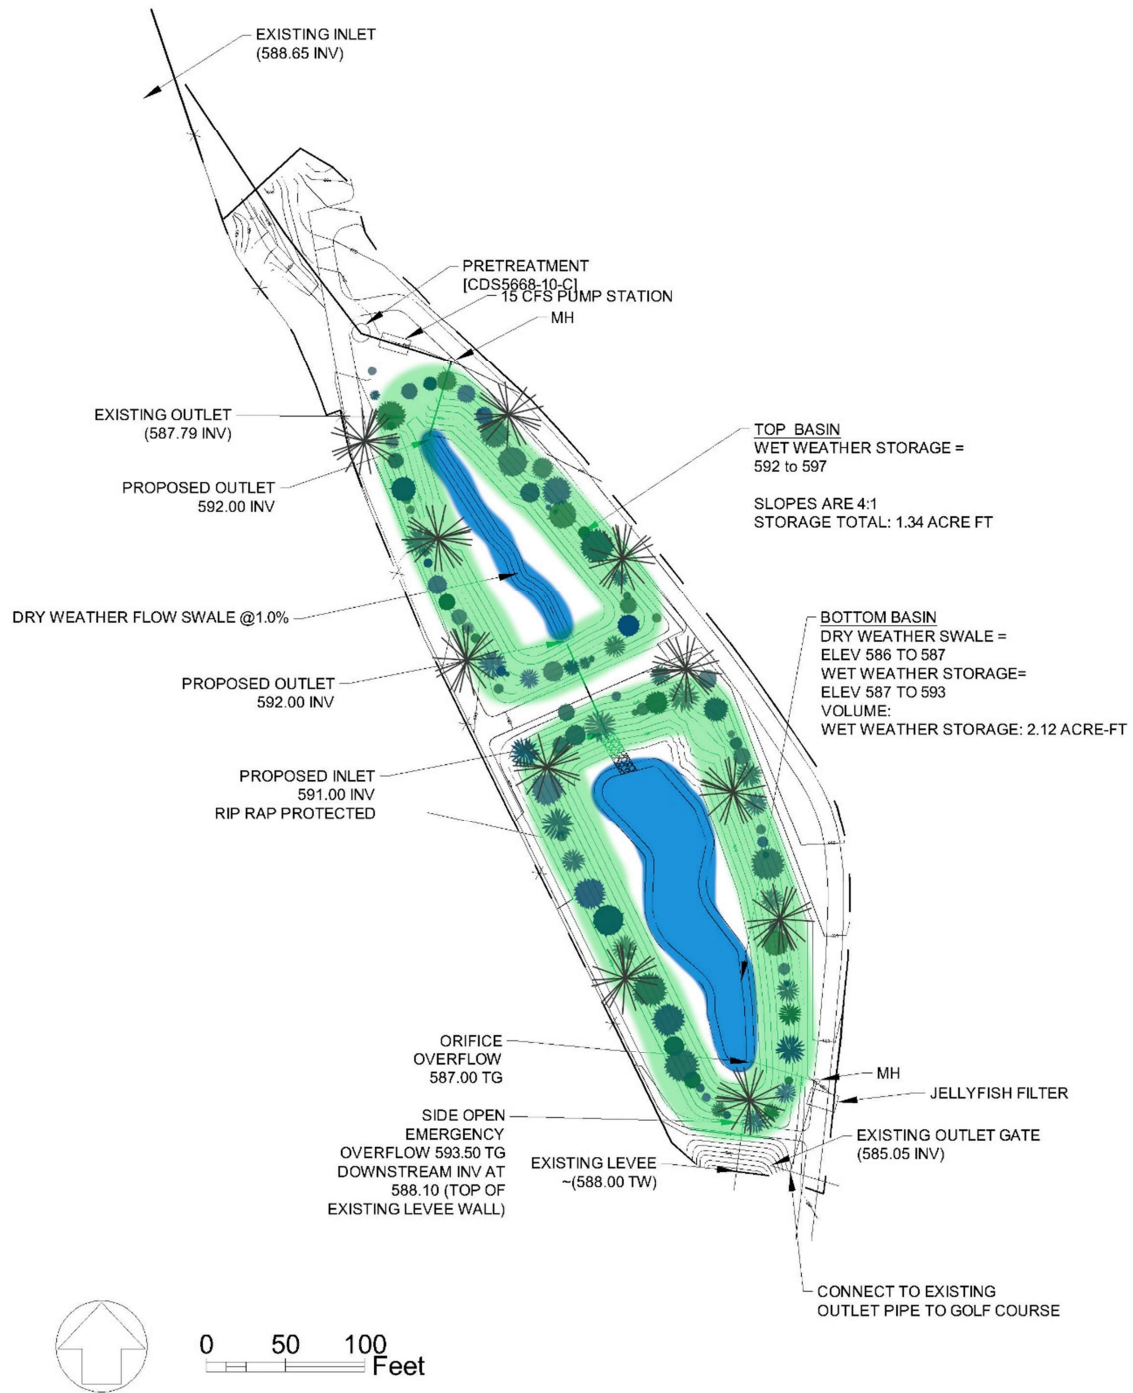 EXISTING INLET
(588.65 INV)
PRETREATMENT
[CDS5668-10-C]
15 CFS PUMP STATION
MH
EXISTING OUTLET
(587.79 INV)
TOP BASIN
WET WEATHER STORAGE =
592 to 597
SLOPES ARE 4:1
STORAGE TOTAL: 1.34 ACRE FT
PROPOSED OUTLET
592.00 INV
DRY WEATHER FLOW SWALE @1.0%
BOTTOM BASIN
DRY WEATHER SWALE =
ELEV 586 TO 587
WET WEATHER STORAGE=
ELEV 587 TO 593
VOLUME:
WET WEATHER STORAGE: 2.12 ACRE-FT
PROPOSED OUTLET
592.00 INV
PROPOSED INLET
591.00 INV
RIP RAP PROTECTED
ORIFICE
OVERFLOW
587.00 TG
MH
JELLYFISH FILTER
SIDE OPEN
EMERGENCY
OVERFLOW 593.50 TG
DOWNSTREAM INV AT
588.10 (TOP OF
EXISTING LEVEE WALL)
EXISTING OUTLET GATE
(585.05 INV)
EXISTING LEVEE
~(588.00 TW)
CONNECT TO EXISTING
OUTLET PIPE TO GOLF COURSE
0 50 100
Feet